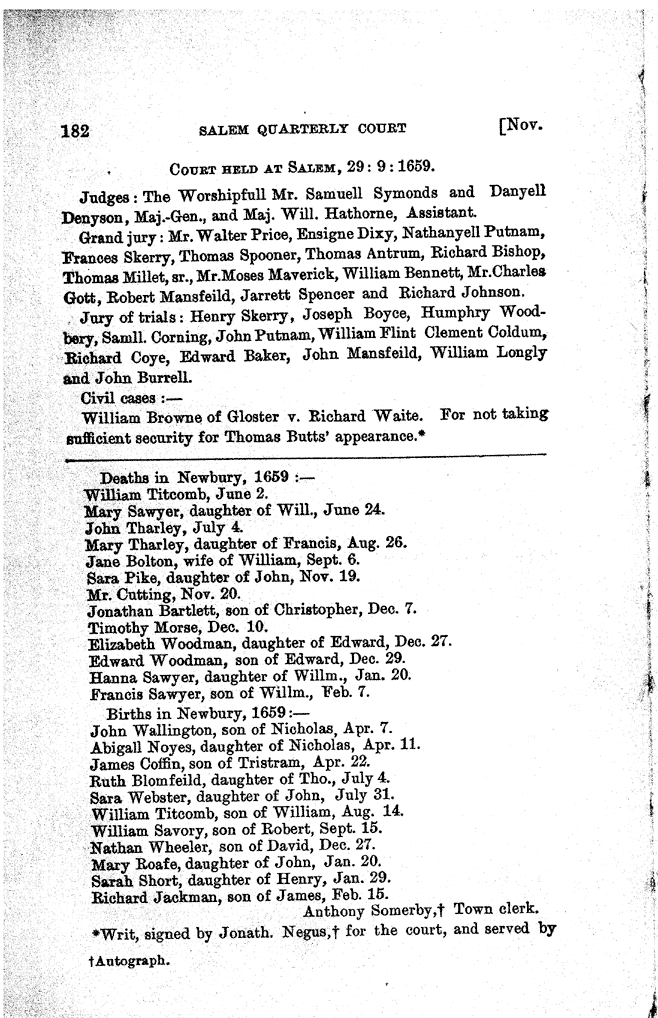 182 SALEM QUARTERLY COURT [Nov.
COURT HELD AT SALEM, 29: 9: 1659.
Judges: The Worshipfull Mr. Samuell Symonds and Danyell
Denyson, Maj.-Gen., and Maj. Will. Hathorne, Assistant.
Grand jury: Mr. Walter Price, Ensigne Dixy, Nathanyell Putnam,
Frances Skerry, Thomas Spooner, Thomas Antrum, Richard Bishop,
Thomas Millet, sr., Mr. Moses Maverick, William Bennett, Mr. Charles
Gott, Robert Mansfeild, Jarrett Spencer and Richard Johnson.
Jury of trials: Henry Skerry, Joseph Boyce, Humphry Wood-
bery, Samll. Corning, John Putnam, William Flint Clement Coldum,
Richard Coye, Edward Baker, John Mansfeild, William Longly
and John Burrell.
Civil cases :—
William Browne of Gloster v. Richard Waite. For not taking
sufficient security for Thomas Butts' appearance.*
Deaths in Newbury, 1659 :—
William Titcomb, June 2.
Mary Sawyer, daughter of Will., June 24.
John Tharley, July 4.
Mary Tharley, daughter of Francis, Aug. 26.
Jane Bolton, wife of William, Sept. 6.
Sara Pike, daughter of John, Nov. 19.
Mr. Cutting, Nov. 20.
Jonathan Bartlett, son of Christopher, Dec. 7.
Timothy Morse, Dec. 10.
Elizabeth Woodman, daughter of Edward, Dec. 27.
Edward Woodman, son of Edward, Dec. 29.
Hanna Sawyer, daughter of Willm., Jan. 20.
Francis Sawyer, son of Willm., Feb. 7.
Births in Newbury, 1659:—
John Wallington, son of Nicholas, Apr. 7.
Abigall Noyes, daughter of Nicholas, Apr. 11.
James Coffin, son of Tristram, Apr. 22.
Ruth Blomfeild, daughter of Tho., July 4.
Sara Webster, daughter of John, July 31.
William Titcomb, son of William, Aug. 14.
William Savory, son of Robert, Sept. 15.
Nathan Wheeler, son of David, Dec. 27.
Mary Roafe, daughter of John, Jan. 20.
Sarah Short, daughter of Henry, Jan. 29.
Richard Jackman, son of James, Feb. 15.
Anthony Somerby,† Town clerk.
*Writ, signed by Jonath. Negus,† for the court, and served by
†Autograph.